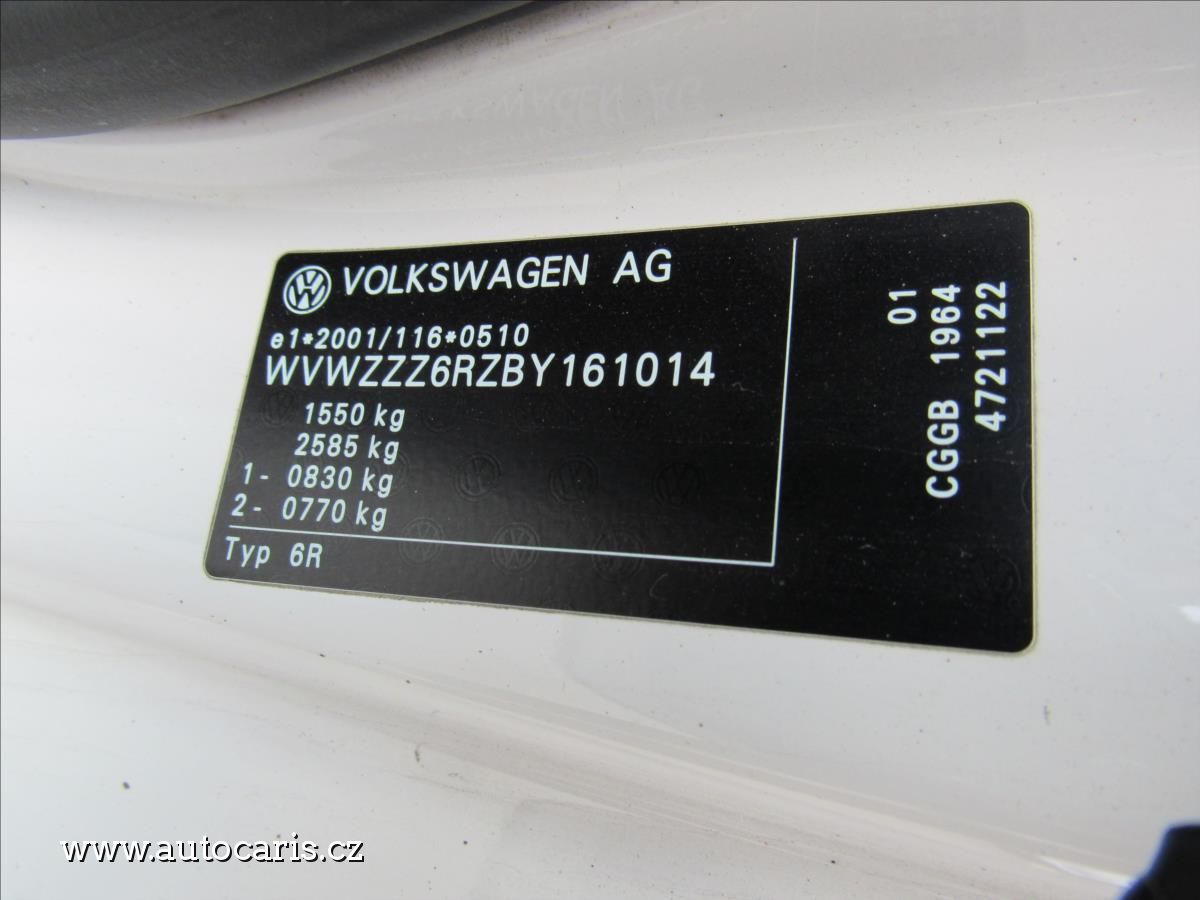 VOLKSWAGEN AG
e1*2001/116*0510
WVWZZZ6RZBY161014
1550 kg
2585 kg
1- 0830 kg
2- 0770 kg
Typ 6R
01
CGGB 1964
4721122
www.autocaris.cz